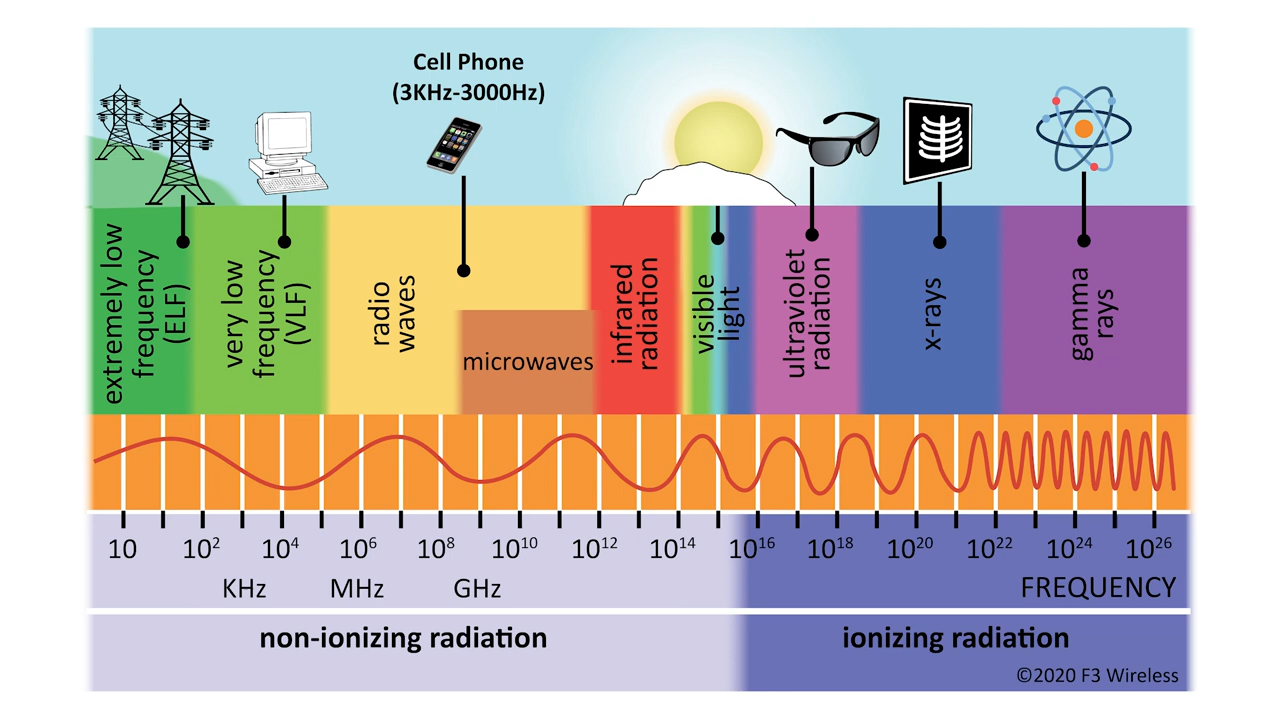 Cell Phone
(3KHz-3000Hz)
extremely low
frequency
(ELF)
very low
frequency
(VLF)
radio
waves
microwaves
infrared
radiation
visible
light
ultraviolet
radiation
x-rays
gamma
rays
10 10² 10⁴ 10⁶ 10⁸ 10¹⁰ 10¹² 10¹⁴ 10¹⁶ 10¹⁸ 10²⁰ 10²² 10²⁴ 10²⁶
KHz MHz GHz FREQUENCY
non-ionizing radiation ionizing radiation
©2020 F3 Wireless